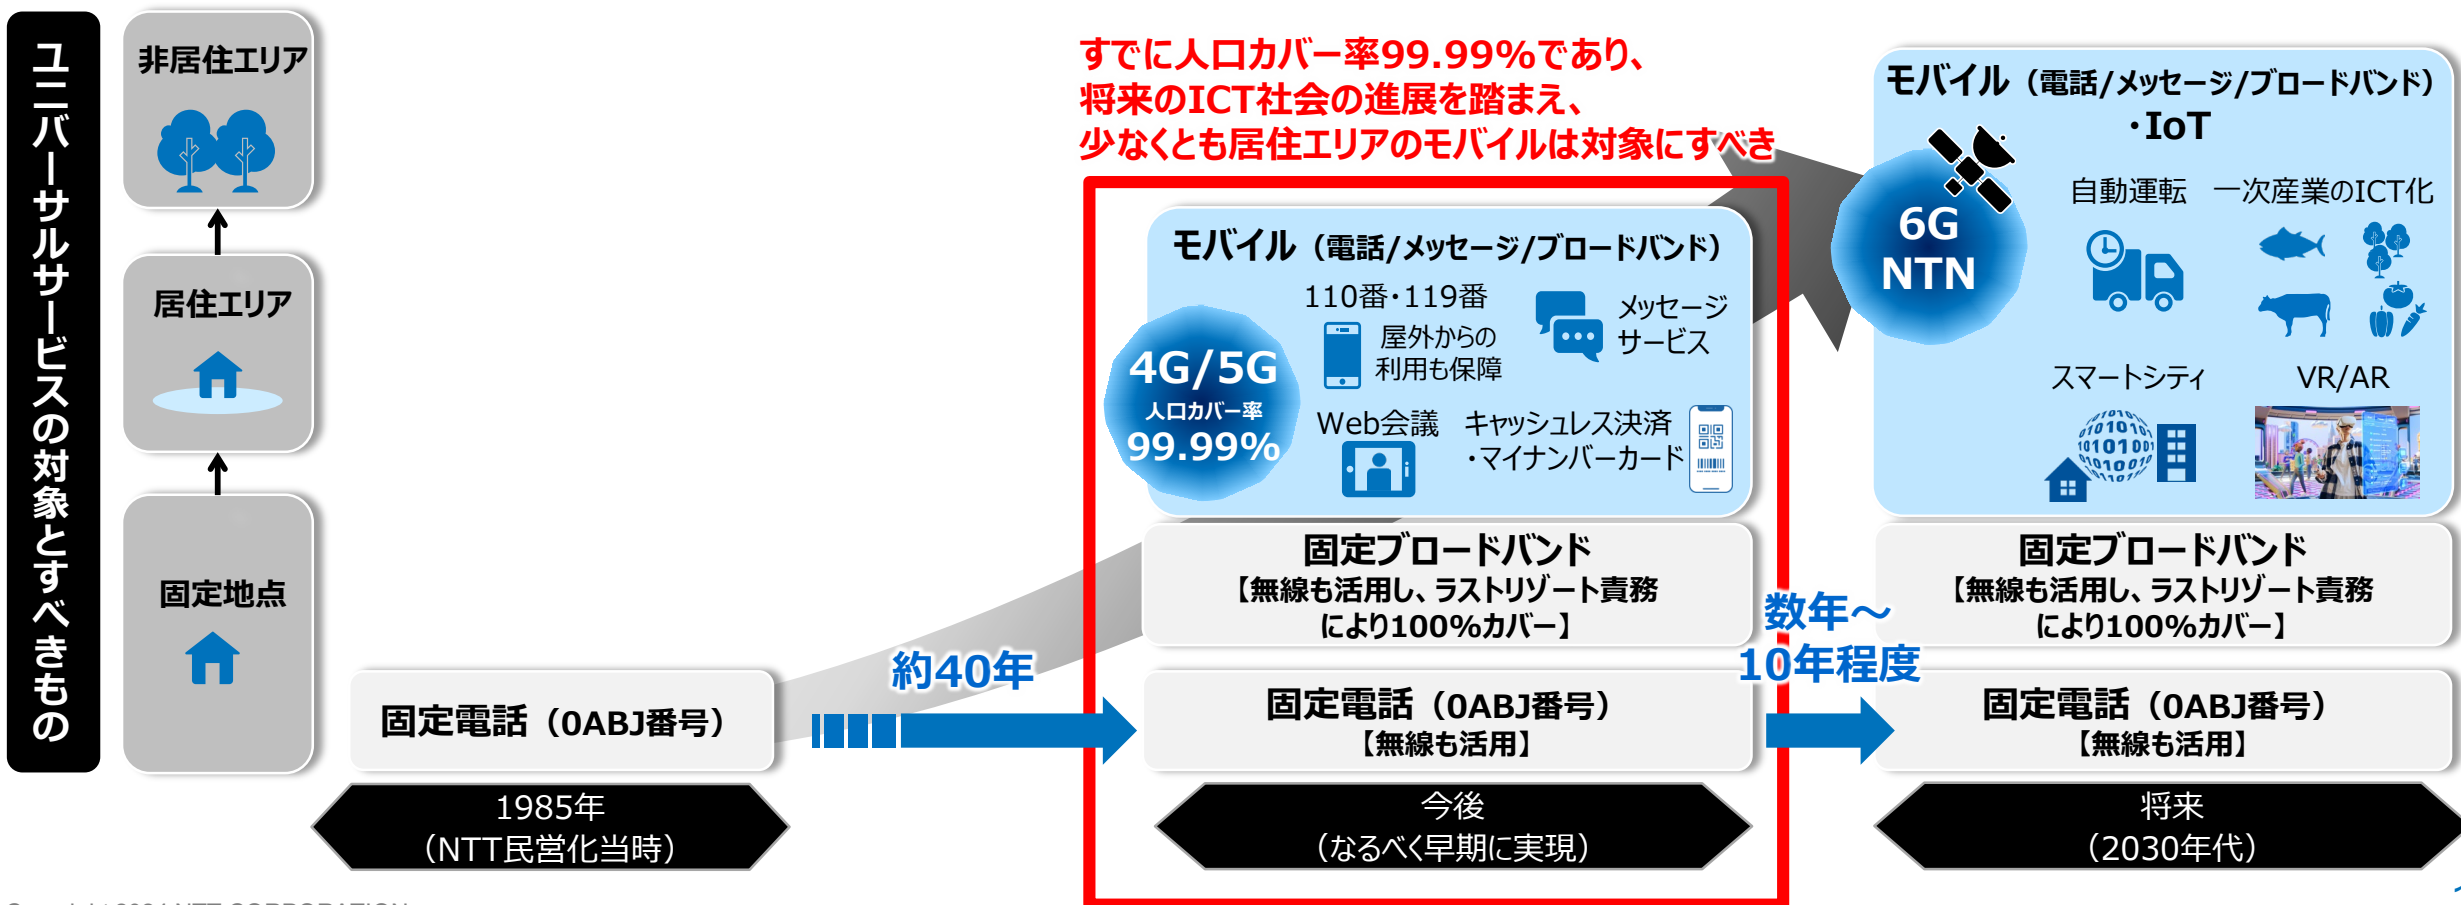 ユニバーサルサービスの対象とすべきもの
非居住エリア
居住エリア
固定地点
固定電話（0ABJ番号）
1985年
（NTT民営化当時）
約40年
すでに人口カバー率99.99%であり、
将来のICT社会の進展を踏まえ、
少なくとも居住エリアのモバイルは対象にすべき
モバイル（電話/メッセージ/ブロードバンド）
4G/5G
人口カバー率
99.99%
110番・119番
屋外からの
利用も保障
メッセージ
サービス
Web会議
キャッシュレス決済
・マイナンバーカード
固定ブロードバンド
【無線も活用し、ラストリゾート責務
により100%カバー】
固定電話（0ABJ番号）
【無線も活用】
今後
（なるべく早期に実現）
数年～
10年程度
モバイル（電話/メッセージ/ブロードバンド）
・IoT
6G
NTN
自動運転
一次産業のICT化
スマートシティ
VR/AR
固定ブロードバンド
【無線も活用し、ラストリゾート責務
により100%カバー】
固定電話（0ABJ番号）
【無線も活用】
将来
（2030年代）